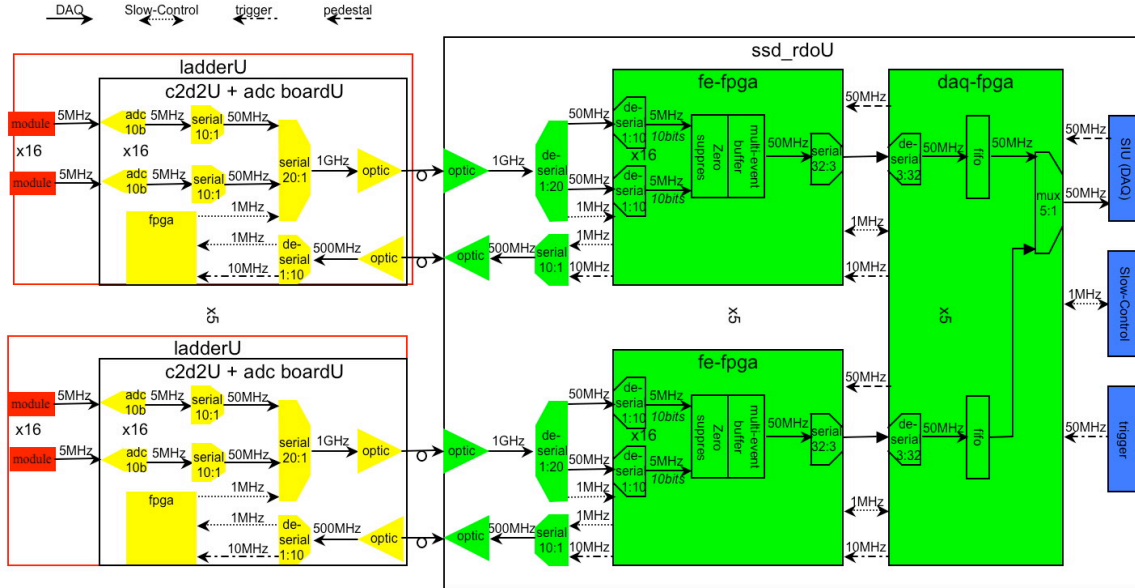 DAQ
Slow-Control
trigger
pedestal
ssd_rdoU
ladderU
c2d2U + adc boardU
fe-fpga
daq-fpga
module
5MHz
adc
10b
5MHz
serial
10:1
50MHz
x16
x16
module
5MHz
adc
10b
5MHz
serial
10:1
50MHz
serial
20:1
1GHz
optic
optic
1GHz
de-
serial
1:20
50MHz
50MHz
1MHz
de-
serial
1:10
5MHz
10bits
x16
de-
serial
1:10
5MHz
10bits
Zero
suppres
multi-event
buffer
50MHz
serial
32:3
50MHz
de-
serial
3:32
50MHz
fifo
50MHz
mux
5:1
50MHz
50MHz
SIU (DAQ)
fpga
1MHz
1MHz
10MHz
de-
serial
1:10
500MHz
optic
optic
500MHz
serial
10:1
1MHz
10MHz
1MHz
10MHz
1MHz
Slow-Control
x5
x5
x5
ladderU
c2d2U + adc boardU
fe-fpga
module
5MHz
adc
10b
5MHz
serial
10:1
50MHz
x16
x16
module
5MHz
adc
10b
5MHz
serial
10:1
50MHz
serial
20:1
1GHz
optic
optic
1GHz
de-
serial
1:20
50MHz
50MHz
1MHz
de-
serial
1:10
5MHz
10bits
x16
de-
serial
1:10
5MHz
10bits
Zero
suppres
multi-event
buffer
50MHz
serial
32:3
50MHz
de-
serial
3:32
50MHz
fifo
50MHz
trigger
fpga
1MHz
1MHz
10MHz
de-
serial
1:10
500MHz
optic
optic
500MHz
serial
10:1
1MHz
10MHz
1MHz
10MHz